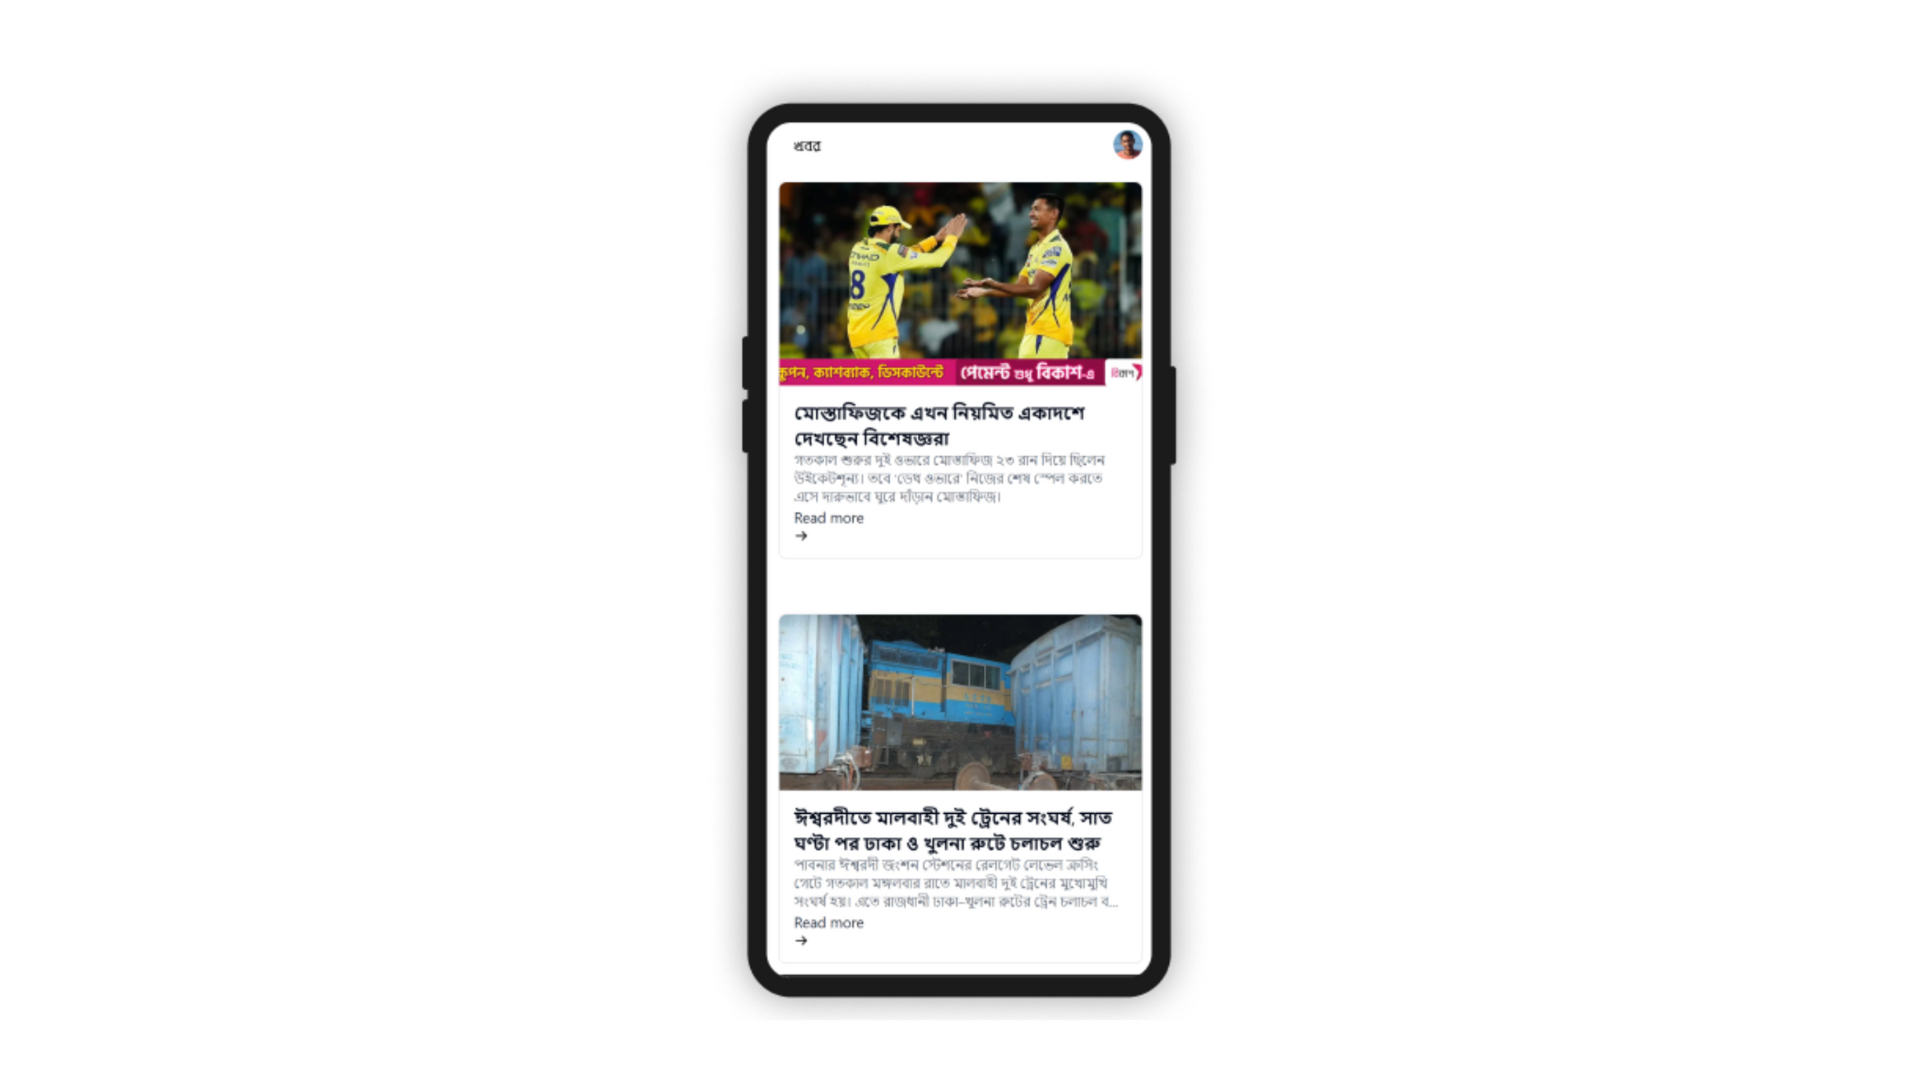 খবর
THAD
8
কুপন, ক্যাশব্যাক, ডিসকাউন্টে পেমেন্ট শুধু বিকাশ-এ বিকাশ
মোস্তাফিজকে এখন নিয়মিত একাদশে
দেখছেন বিশেষজ্ঞরা
গতকাল শুরুর দুই ওভারে মোস্তাফিজ ২৩ রান দিয়ে ছিলেন
উইকেটশূন্য। তবে ‘ডেথ ওভারে’ নিজের শেষ স্পেল করতে
এসে দারুণভাবে ঘুরে দাঁড়ান মোস্তাফিজ।
Read more
→
ঈশ্বরদীতে মালবাহী দুই ট্রেনের সংঘর্ষ, সাত
ঘণ্টা পর ঢাকা ও খুলনা রুটে চলাচল শুরু
পাবনার ঈশ্বরদী জংশন স্টেশনের রেলগেট লেভেল ক্রসিং
গেটে গতকাল মঙ্গলবার রাতে মালবাহী দুই ট্রেনের মুখোমুখি
সংঘর্ষ হয়। এতে রাজধানী ঢাকা–খুলনা রুটের ট্রেন চলাচল ব...
Read more
→